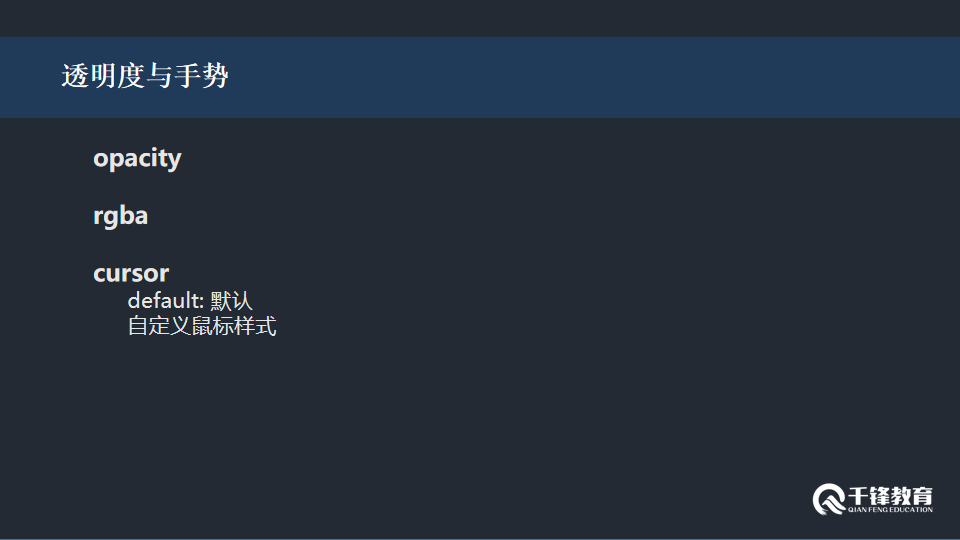 透明度与手势
opacity
rgba
cursor
default: 默认
自定义鼠标样式
千锋教育
QIAN FENG EDUCATION